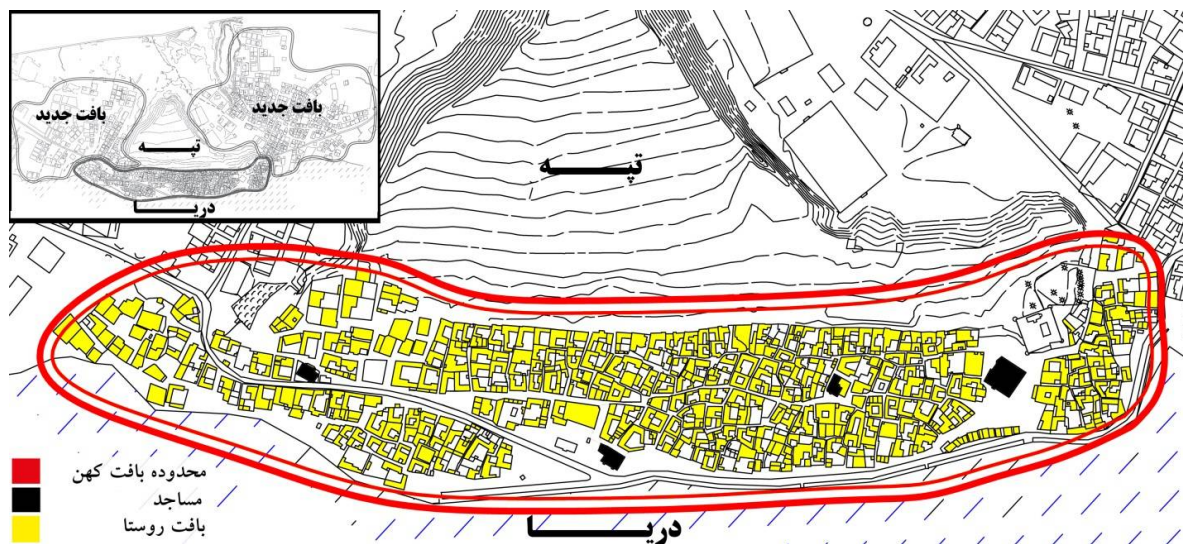 بافت جدید
بافت جدید
تپه
دریا
تپه
محدوده بافت کهن
مساجد
بافت روستا
دریا